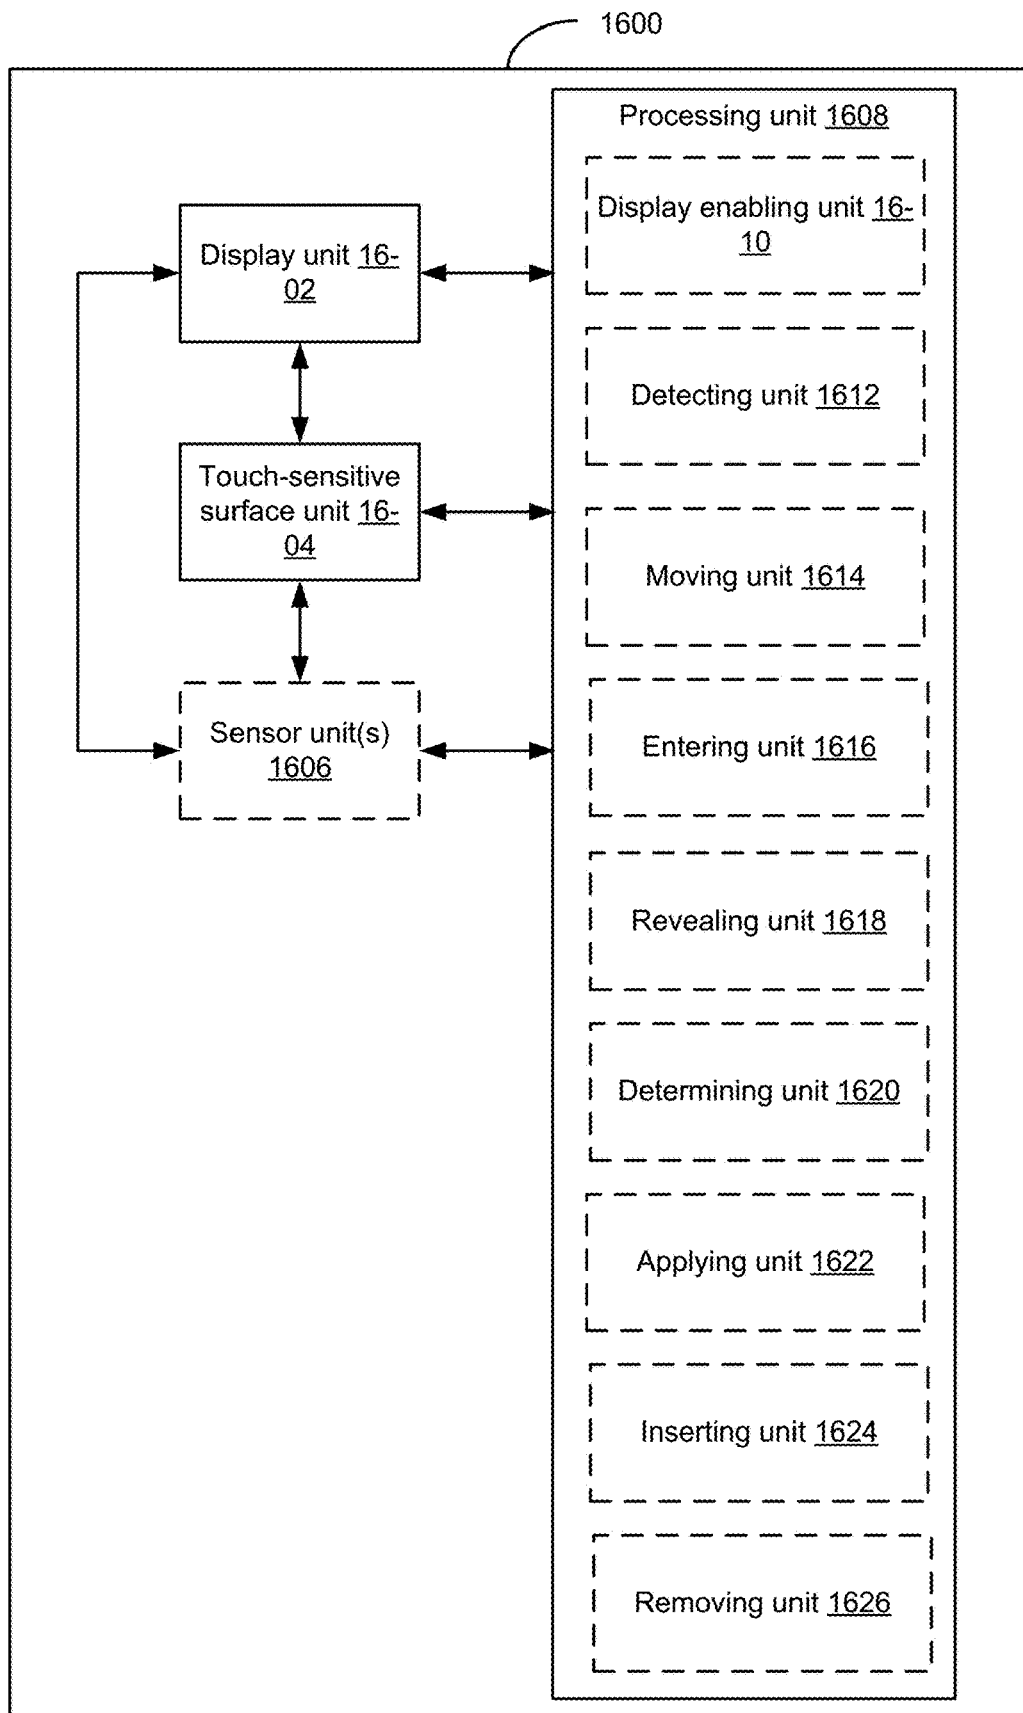 1600
Processing unit 1608
Display enabling unit 16-
10
Display unit 16-
02
Detecting unit 1612
Touch-sensitive
surface unit 16-
04
Moving unit 1614
Sensor unit(s)
1606
Entering unit 1616
Revealing unit 1618
Determining unit 1620
Applying unit 1622
Inserting unit 1624
Removing unit 1626